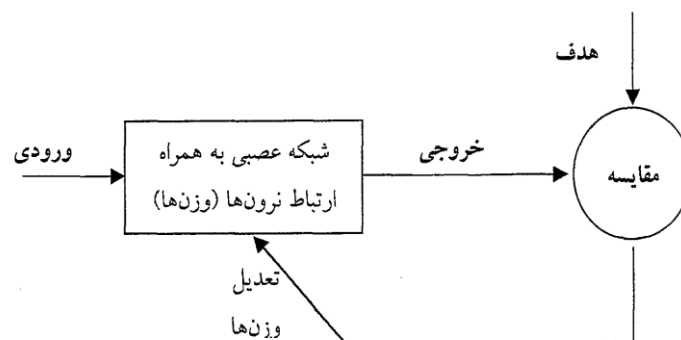 هدف
ورودی
شبکه عصبی به همراه
ارتباط نرون‌ها (وزن‌ها)
خروجی
مقایسه
تعدیل
وزن‌ها